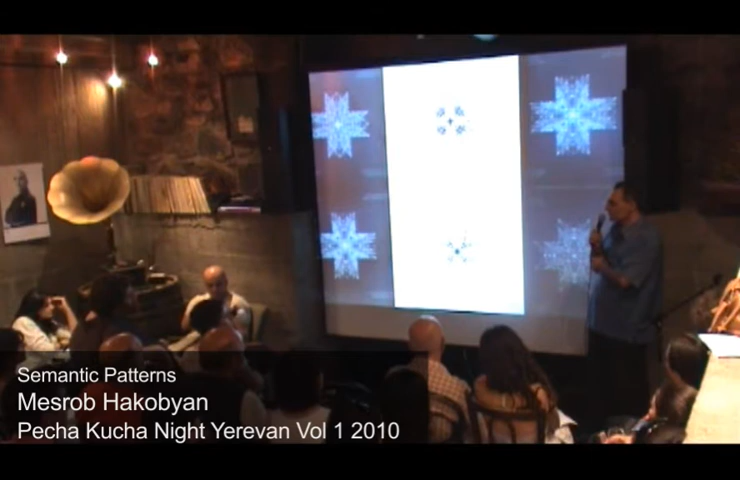 Semantic Patterns
Mesrob Hakobyan
Pecha Kucha Night Yerevan Vol 1 2010